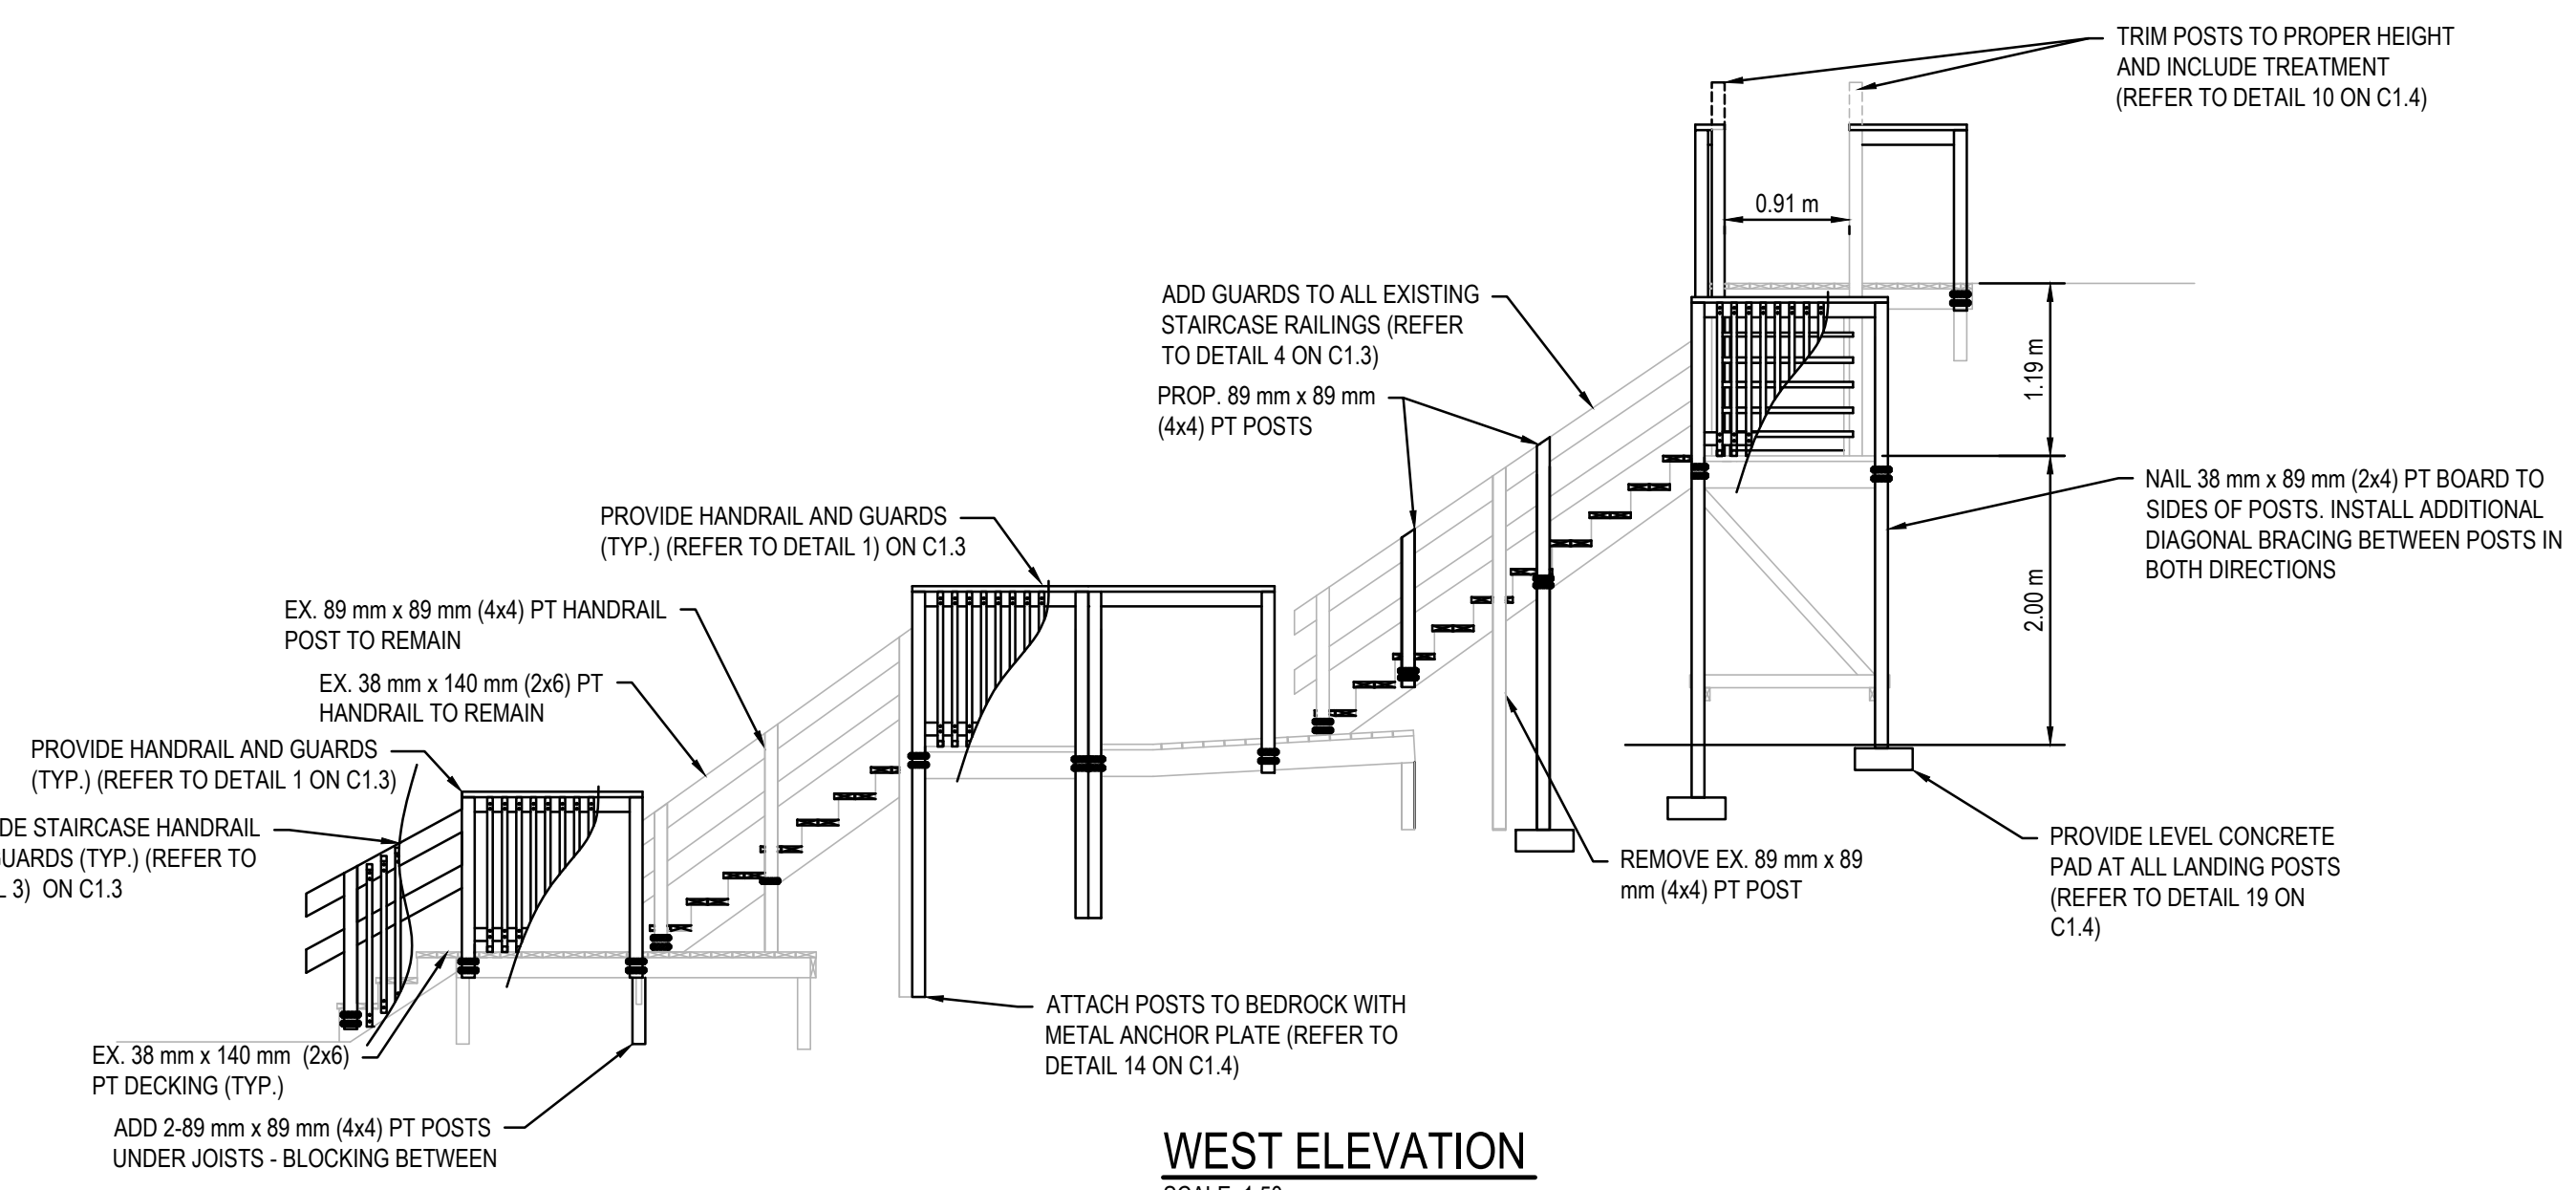 TRIM POSTS TO PROPER HEIGHT
AND INCLUDE TREATMENT
(REFER TO DETAIL 10 ON C1.4)
0.91 m
ADD GUARDS TO ALL EXISTING
STAIRCASE RAILINGS (REFER
TO DETAIL 4 ON C1.3)
PROP. 89 mm x 89 mm
(4x4) PT POSTS
1.19 m
NAIL 38 mm x 89 mm (2x4) PT BOARD TO
SIDES OF POSTS. INSTALL ADDITIONAL
DIAGONAL BRACING BETWEEN POSTS IN
BOTH DIRECTIONS
2.00 m
PROVIDE HANDRAIL AND GUARDS
(TYP.) (REFER TO DETAIL 1) ON C1.3
EX. 89 mm x 89 mm (4x4) PT HANDRAIL
POST TO REMAIN
EX. 38 mm x 140 mm (2x6) PT
HANDRAIL TO REMAIN
PROVIDE HANDRAIL AND GUARDS
(TYP.) (REFER TO DETAIL 1 ON C1.3)
DE STAIRCASE HANDRAIL
GUARDS (TYP.) (REFER TO
L 3) ON C1.3
REMOVE EX. 89 mm x 89
mm (4x4) PT POST
PROVIDE LEVEL CONCRETE
PAD AT ALL LANDING POSTS
(REFER TO DETAIL 19 ON
C1.4)
ATTACH POSTS TO BEDROCK WITH
METAL ANCHOR PLATE (REFER TO
DETAIL 14 ON C1.4)
EX. 38 mm x 140 mm (2x6)
PT DECKING (TYP.)
ADD 2-89 mm x 89 mm (4x4) PT POSTS
UNDER JOISTS - BLOCKING BETWEEN
WEST ELEVATION